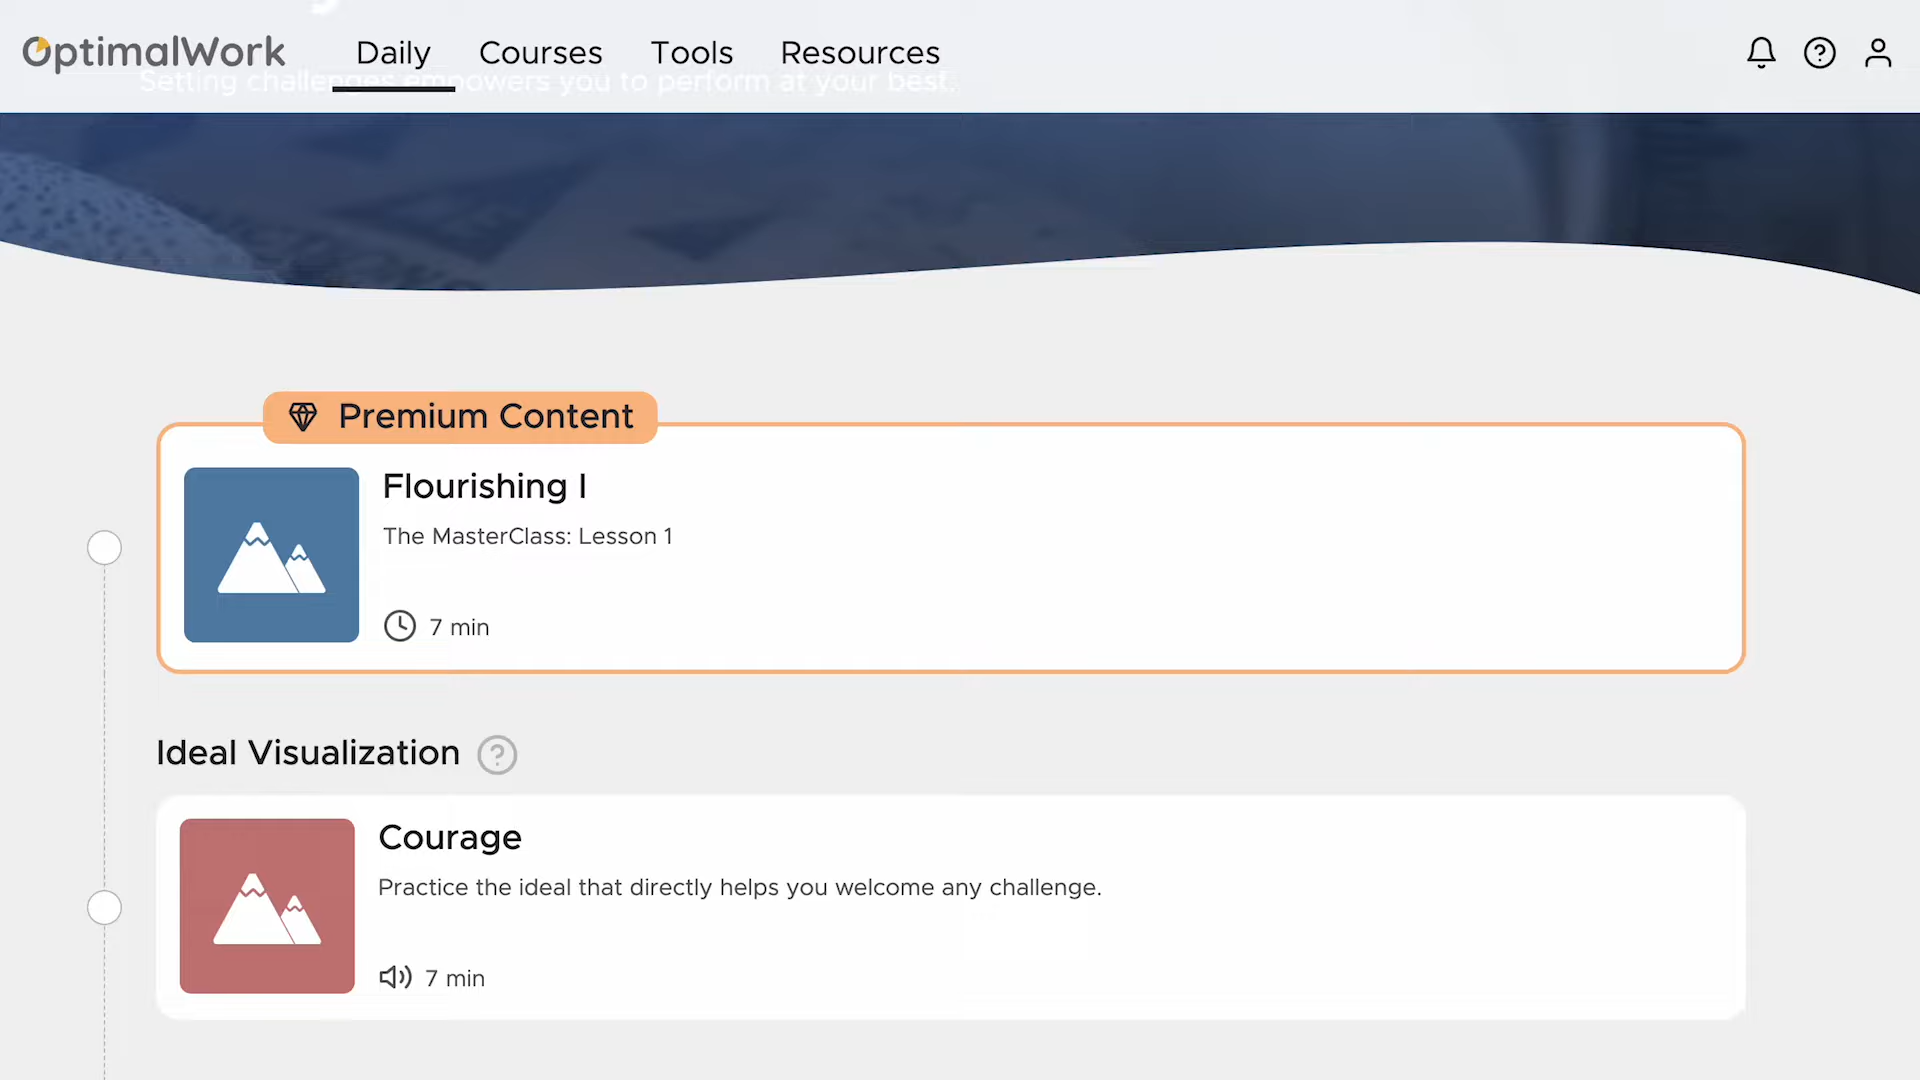 OptimalWork Daily Courses Tools Resources
Setting challenges empowers you to perform at your best.
Premium Content
Flourishing I
The MasterClass: Lesson 1
7 min
Ideal Visualization ?
Courage
Practice the ideal that directly helps you welcome any challenge.
7 min